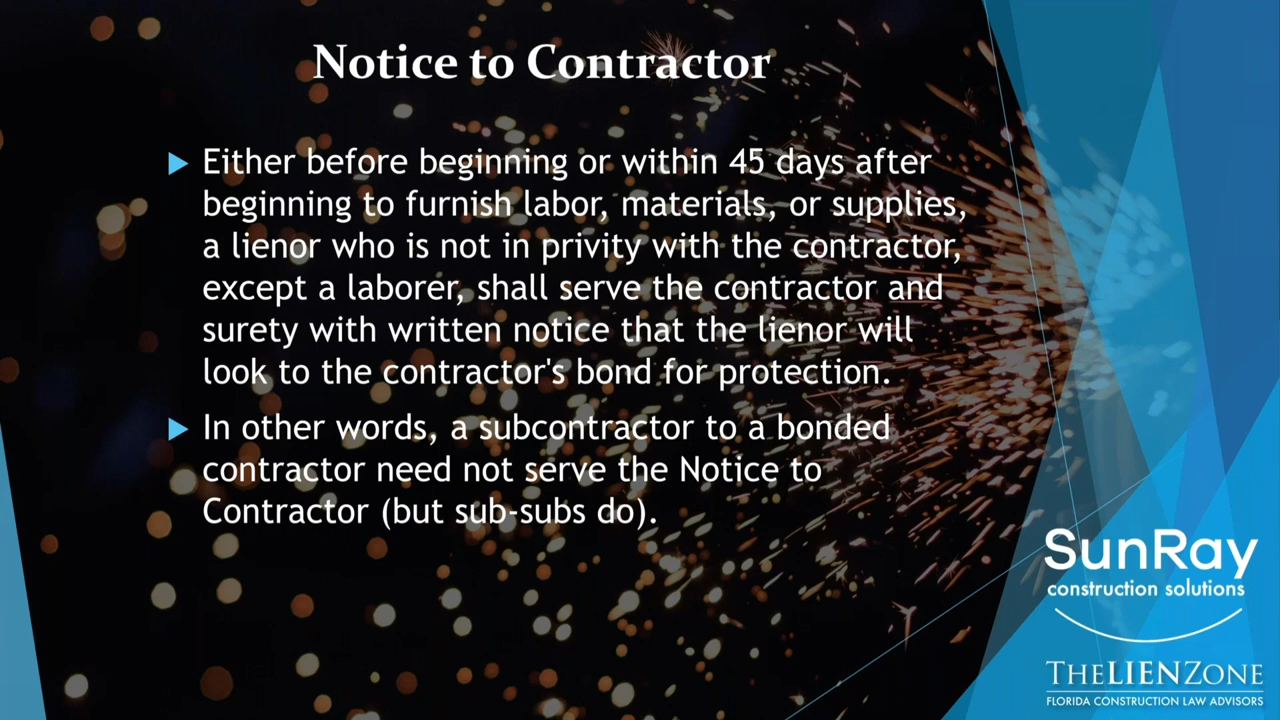 Notice to Contractor
Either before beginning or within 45 days after
beginning to furnish labor, materials, or supplies,
a lienor who is not in privity with the contractor,
except a laborer, shall serve the contractor and
surety with written notice that the lienor will
look to the contractor's bond for protection.
In other words, a subcontractor to a bonded
contractor need not serve the Notice to
Contractor (but sub-subs do).
SunRay
construction solutions
THELIENZONE
FLORIDA CONSTRUCTION LAW ADVISORS